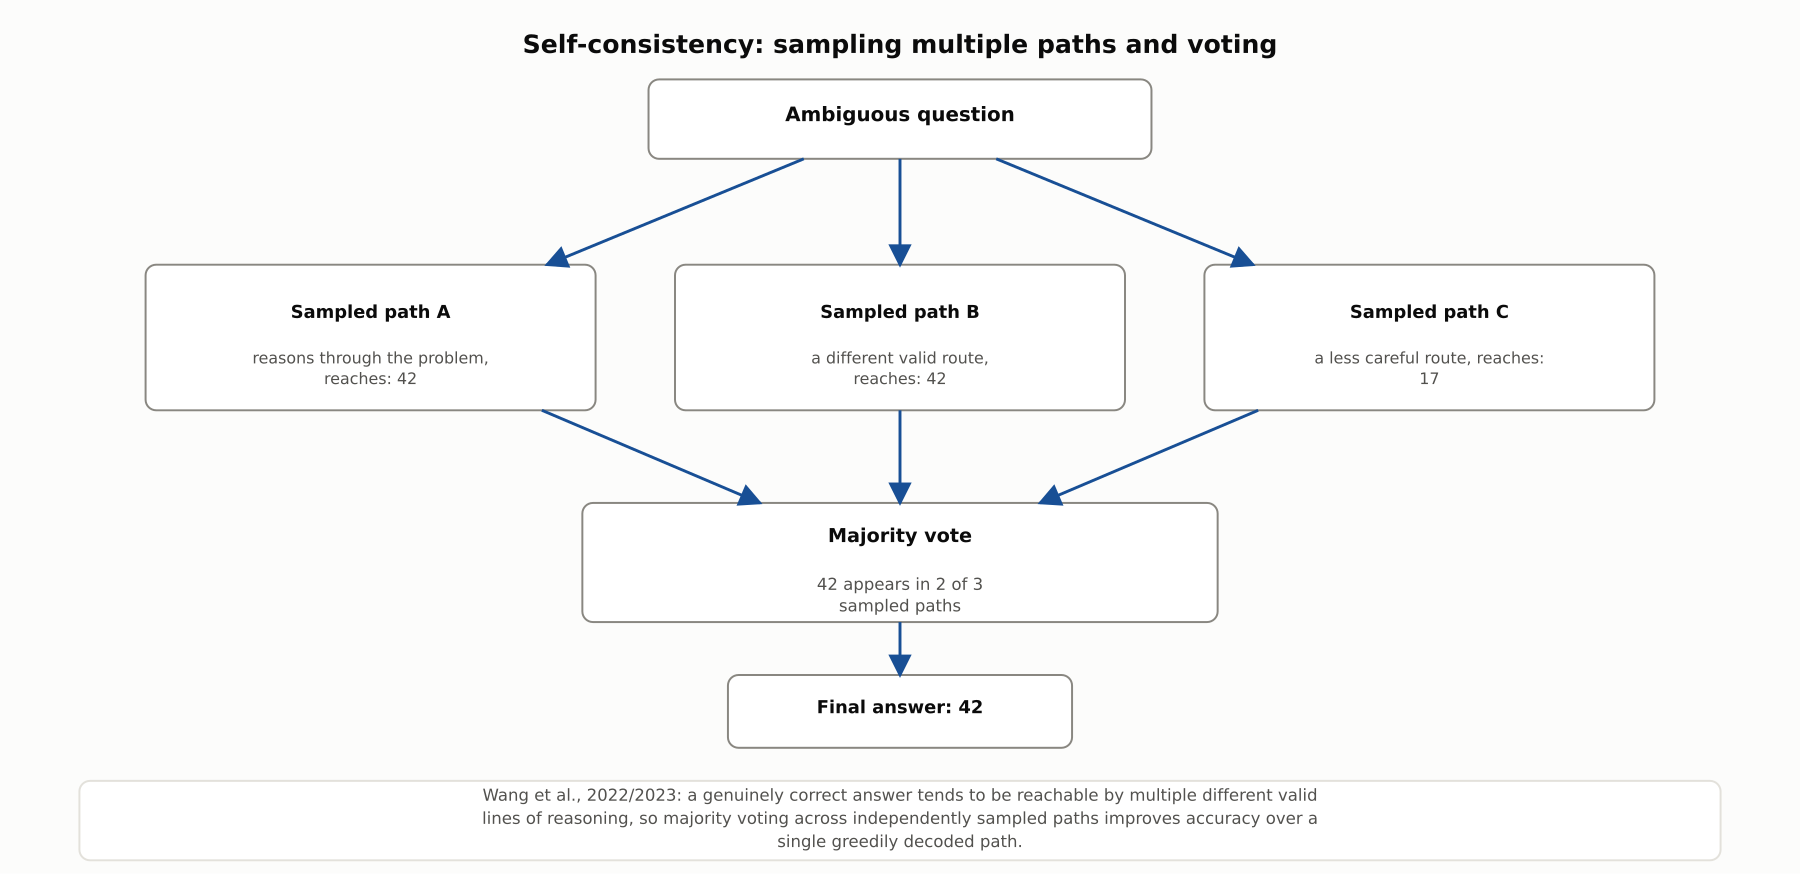 Self-consistency: sampling multiple paths and voting
Ambiguous question
Sampled path A
reasons through the problem,
reaches: 42
Sampled path B
a different valid route,
reaches: 42
Sampled path C
a less careful route, reaches:
17
Majority vote
42 appears in 2 of 3
sampled paths
Final answer: 42
Wang et al., 2022/2023: a genuinely correct answer tends to be reachable by multiple different valid
lines of reasoning, so majority voting across independently sampled paths improves accuracy over a
single greedily decoded path.